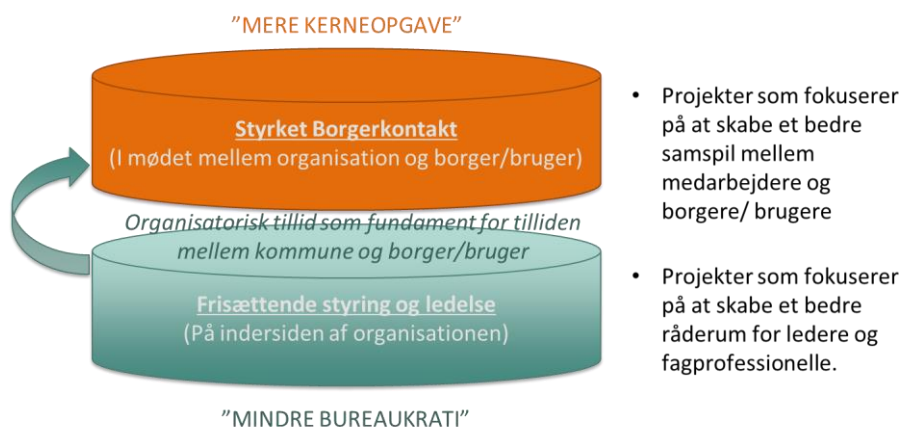 ”MERE KERNEOPGAVE”
Styrket Borgerkontakt
(I mødet mellem organisation og borger/bruger)
Organisatorisk tillid som fundament for tilliden
mellem kommune og borger/bruger
Frisættende styring og ledelse
(På indersiden af organisationen)
”MINDRE BUREAUKRATI”
• Projekter som fokuserer
på at skabe et bedre
samspil mellem
medarbejdere og
borgere/ brugere
• Projekter som fokuserer
på at skabe et bedre
råderum for ledere og
fagprofessionelle.